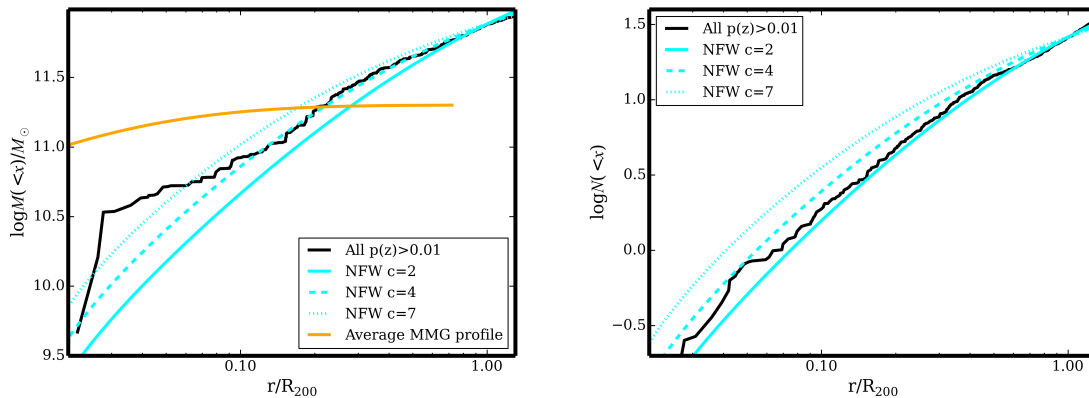 11.5
11.0
10.5
10.0
9.5
logM(<x)/M☉
0.10
1.00
r/R200
All p(z)>0.01
NFW c=2
NFW c=4
NFW c=7
Average MMG profile
1.5
1.0
0.5
0.0
−0.5
logN(<x)
0.10
1.00
r/R200
All p(z)>0.01
NFW c=2
NFW c=4
NFW c=7